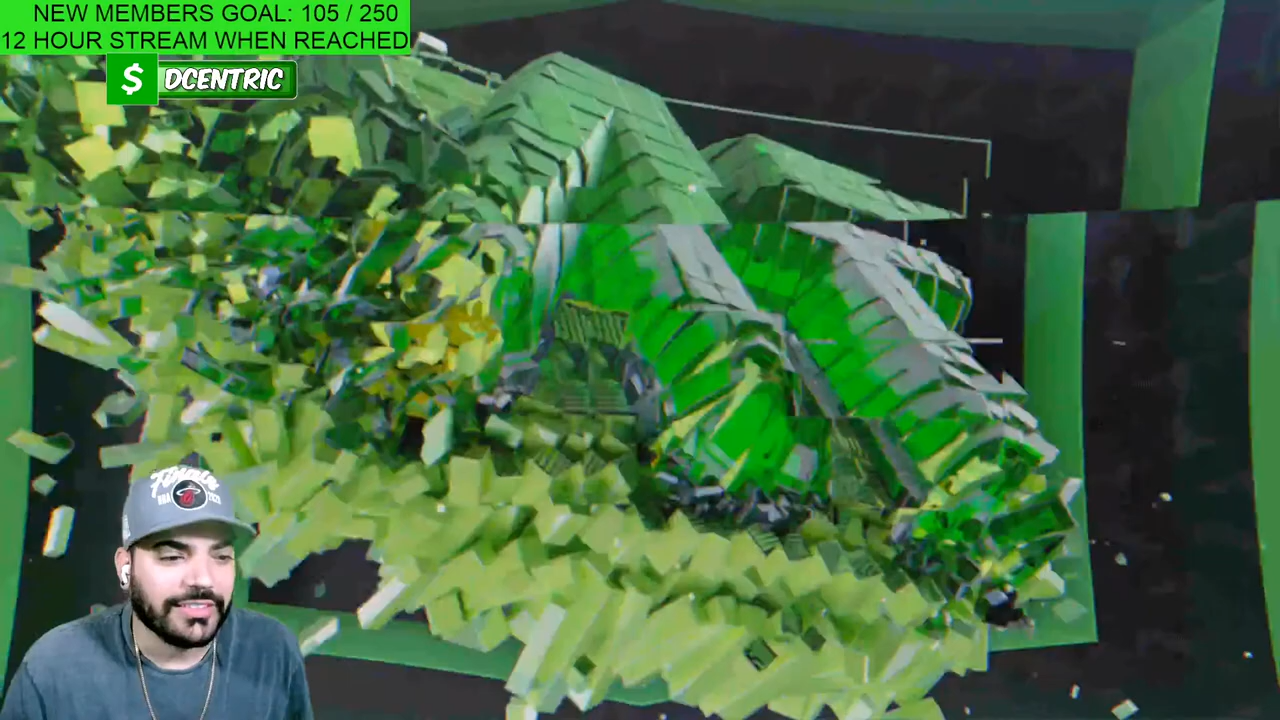 NEW MEMBERS GOAL: 105 / 250
12 HOUR STREAM WHEN REACHED
$ DCENTRIC